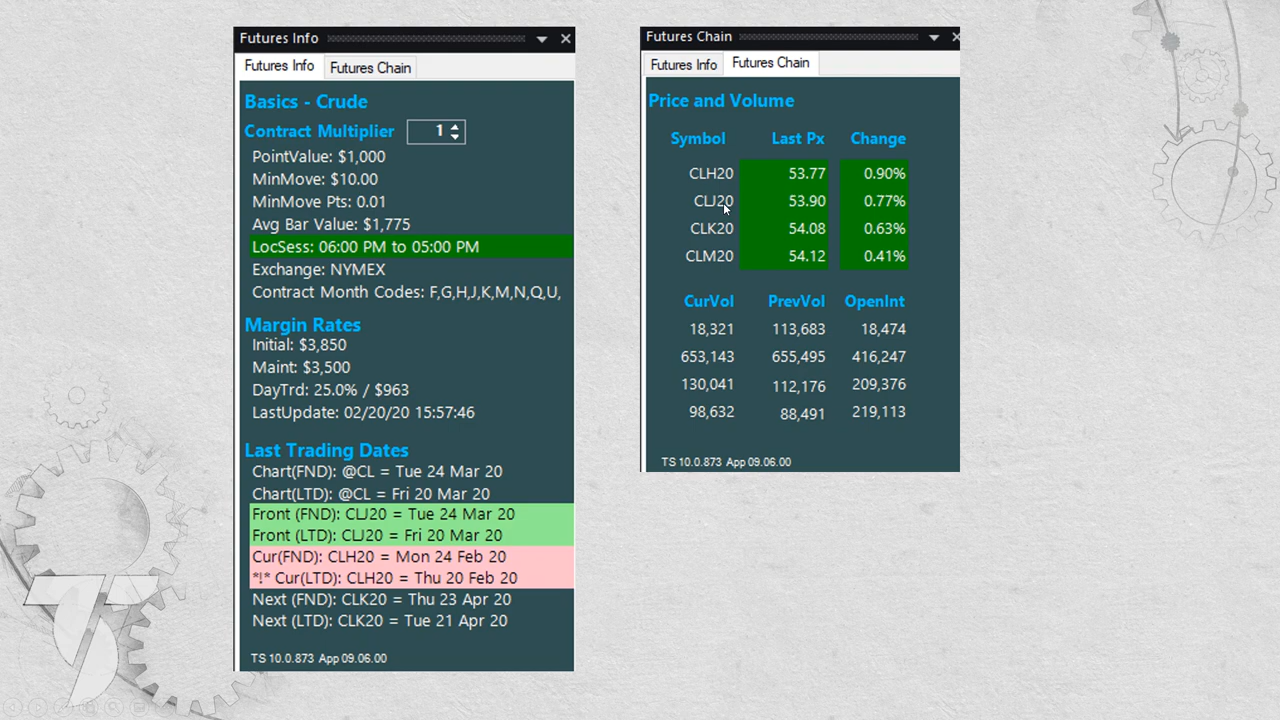 Futures Info
Futures Info Futures Chain
Basics - Crude
Contract Multiplier 1
PointValue: $1,000
MinMove: $10.00
MinMove Pts: 0.01
Avg Bar Value: $1,775
LocSess: 06:00 PM to 05:00 PM
Exchange: NYMEX
Contract Month Codes: F,G,H,J,K,M,N,Q,U,
Margin Rates
Initial: $3,850
Maint: $3,500
DayTrd: 25.0% / $963
LastUpdate: 02/20/20 15:57:46
Last Trading Dates
Chart(FND): @CL = Tue 24 Mar 20
Chart(LTD): @CL = Fri 20 Mar 20
Front (FND): CLJ20 = Tue 24 Mar 20
Front (LTD): CLJ20 = Fri 20 Mar 20
Cur(FND): CLH20 = Mon 24 Feb 20
*!* Cur(LTD): CLH20 = Thu 20 Feb 20
Next (FND): CLK20 = Thu 23 Apr 20
Next (LTD): CLK20 = Tue 21 Apr 20
TS 10.0.873 App 09.06.00
Futures Chain
Futures Info Futures Chain
Price and Volume
Symbol Last Px Change
CLH20 53.77 0.90%
CLJ20 53.90 0.77%
CLK20 54.08 0.63%
CLM20 54.12 0.41%
CurVol PrevVol OpenInt
18,321 113,683 18,474
653,143 655,495 416,247
130,041 112,176 209,376
98,632 88,491 219,113
TS 10.0.873 App 09.06.00